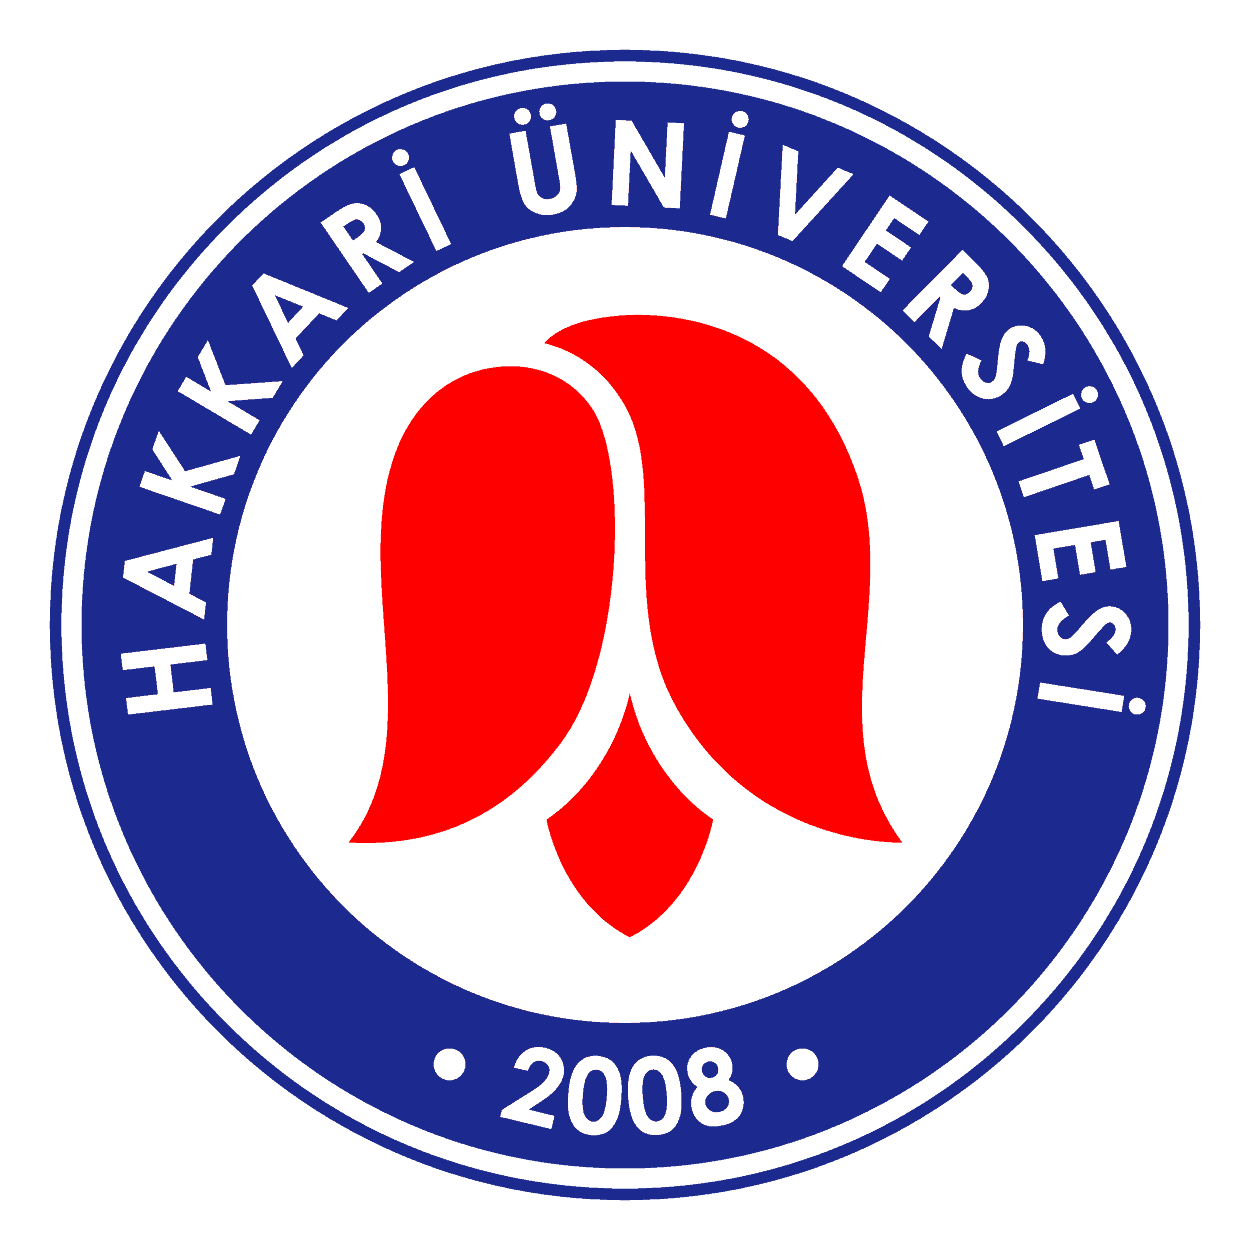 HAKKARİ ÜNİVERSİTESİ
• 2008 •